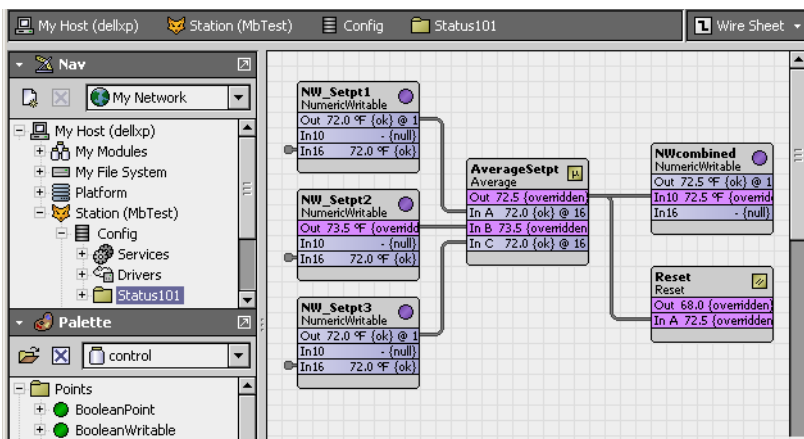 My Host (dellxp) Station (MbTest) Config Status101 Wire Sheet
Nav
My Network
My Host (dellxp)
My Modules
My File System
Platform
Station (MbTest)
Config
Services
Drivers
Status101
Palette
control
Points
BooleanPoint
BooleanWritable
NW_Setpt1
NumericWritable
Out 72.0 °F {ok} @ 1
In10 - {null}
In16 72.0 °F {ok}
NW_Setpt2
NumericWritable
Out 73.5 °F {overridd
In10 - {null}
In16 72.0 °F {ok}
NW_Setpt3
NumericWritable
Out 72.0 °F {ok} @ 1
In10 - {null}
In16 72.0 °F {ok}
AverageSetpt
Average
Out 72.5 {overridden}
In A 72.0 {ok} @ 16
In B 73.5 {overridden}
In C 72.0 {ok} @ 16
NWcombined
NumericWritable
Out 72.5 °F {ok} @ 1
In10 72.5 °F {overrid
In16 - {null}
Reset
Reset
Out 68.0 {overridden}
In A 72.5 {overridden